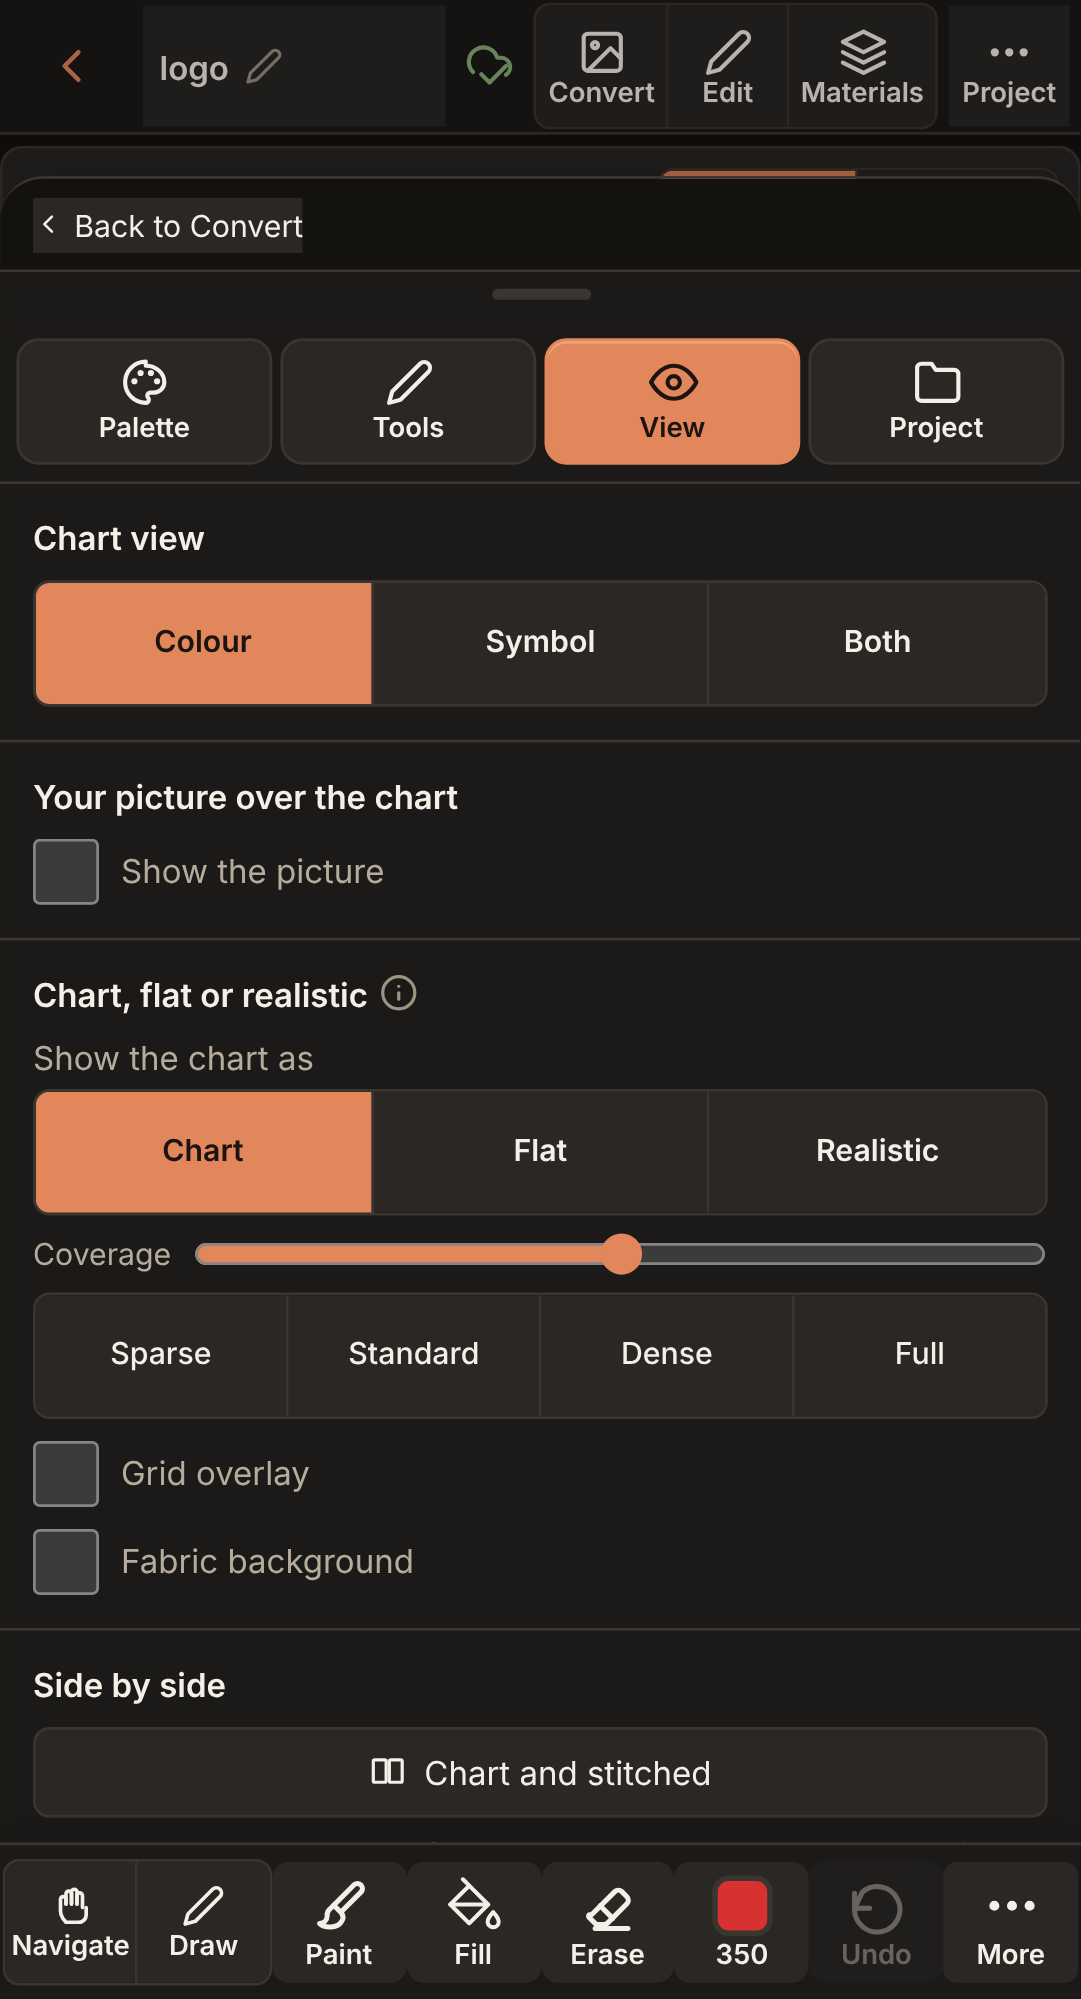 logo
Convert
Edit
Materials
Project
Back to Convert
Palette
Tools
View
Project
Chart view
Colour
Symbol
Both
Your picture over the chart
Show the picture
Chart, flat or realistic
Show the chart as
Chart
Flat
Realistic
Coverage
Sparse
Standard
Dense
Full
Grid overlay
Fabric background
Side by side
Chart and stitched
Navigate
Draw
Paint
Fill
Erase
350
Undo
More